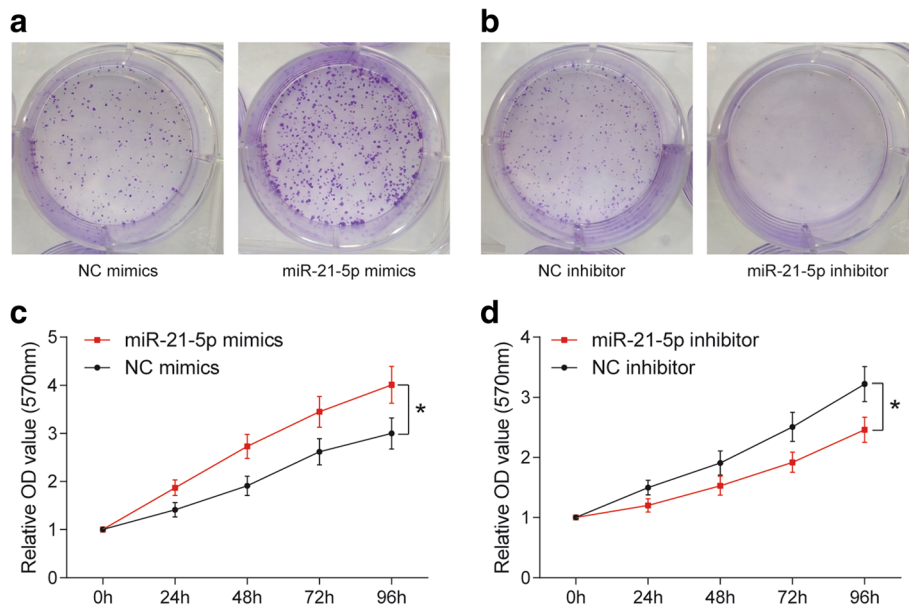 a
b
NC mimics
miR-21-5p mimics
NC inhibitor
miR-21-5p inhibitor
c
d
Relative OD value (570nm)
5
4
3
2
1
0
miR-21-5p mimics
NC mimics
*
0h
24h
48h
72h
96h
Relative OD value (570nm)
4
3
2
1
0
miR-21-5p inhibitor
NC inhibitor
*
0h
24h
48h
72h
96h